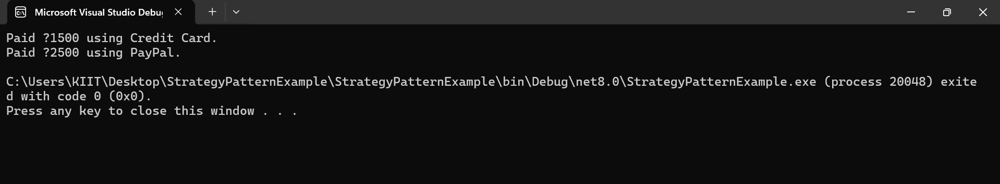 Microsoft Visual Studio Debu
Paid ?1500 using Credit Card.
Paid ?2500 using PayPal.
C:\Users\KIIT\Desktop\StrategyPatternExample\StrategyPatternExample\bin\Debug\net8.0\StrategyPatternExample.exe (process 20048) exite
d with code 0 (0x0).
Press any key to close this window . . .